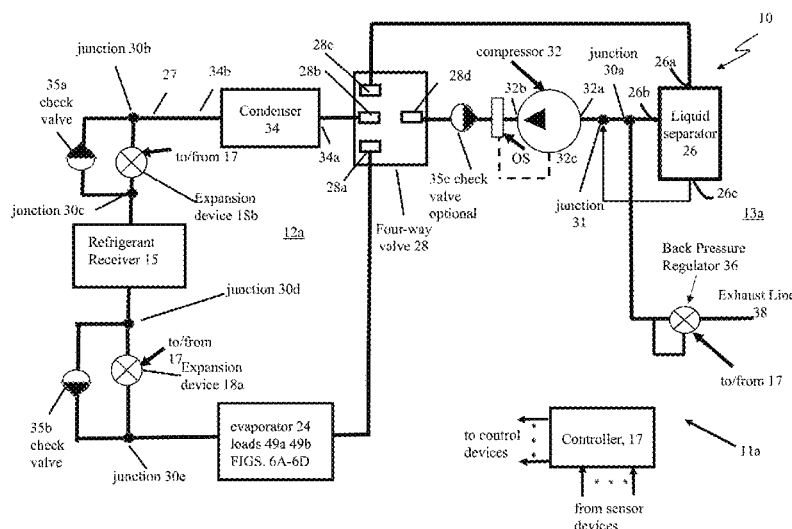 10
junction 30b
28c
compressor 32
junction
30a
26a
35a
check
valve
27
34b
28b
28d
32b
32a
26b
Condenser
34
Liquid
separator
26
34a
to/from 17
OS
32c
28a
35c check
valve
optional
26c
junction 30c
Expansion
device 18b
12a
junction
31
13a
Four-way
valve 28
Refrigerant
Receiver 15
Back Pressure
Regulator 36
Exhaust Line
38
junction 30d
to/from
17
to/from 17
Expansion
device 18a
35b check
valve
evaporator 24
loads 49a 49b
FIGS. 6A-6D
to control
devices
Controller, 17
11a
junction 30e
from sensor
devices